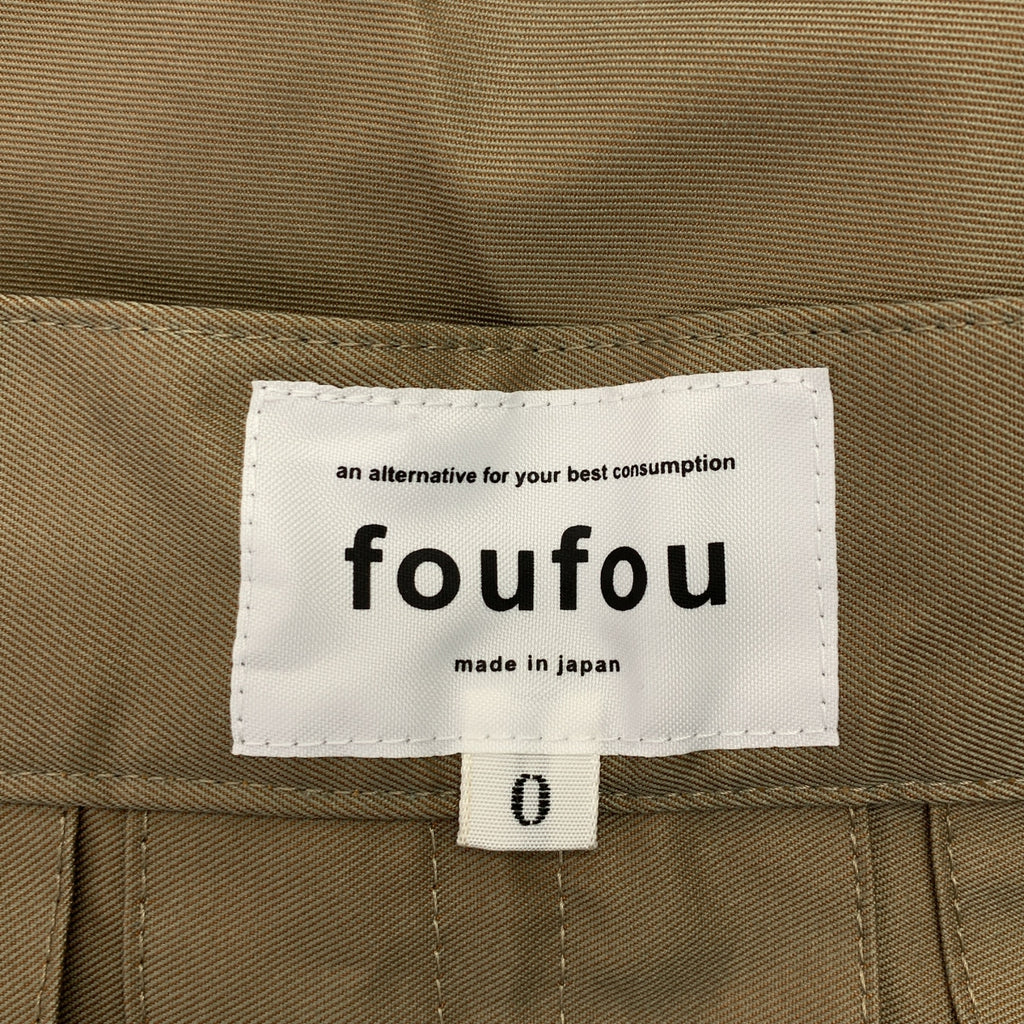 an alternative for your best consumption
foufou
made in japan
0